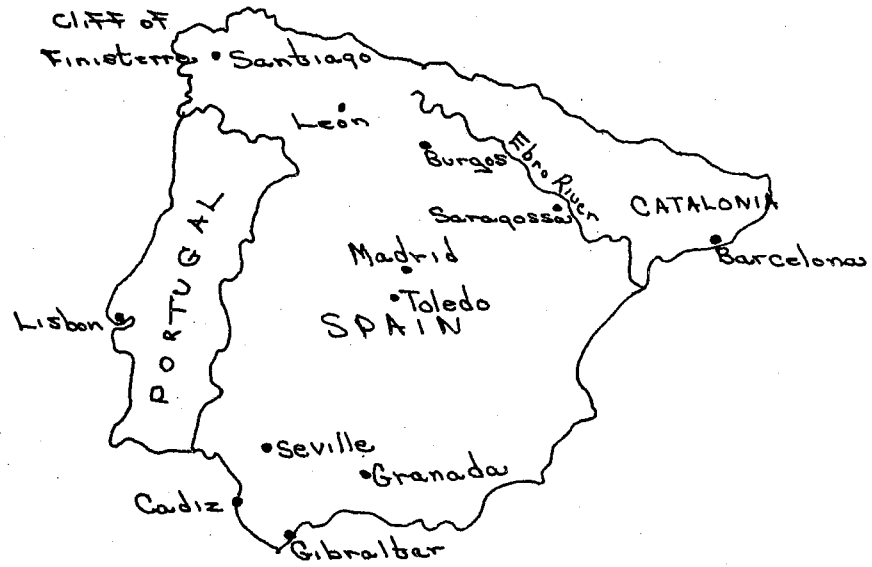 Cliff of
Finisterre
Santiago
León
Burgos
Ebro River
Saragossa
CATALONIA
Barcelona
Madrid
Toledo
SPAIN
PORTUGAL
Lisbon
Seville
Granada
Cadiz
Gibraltar